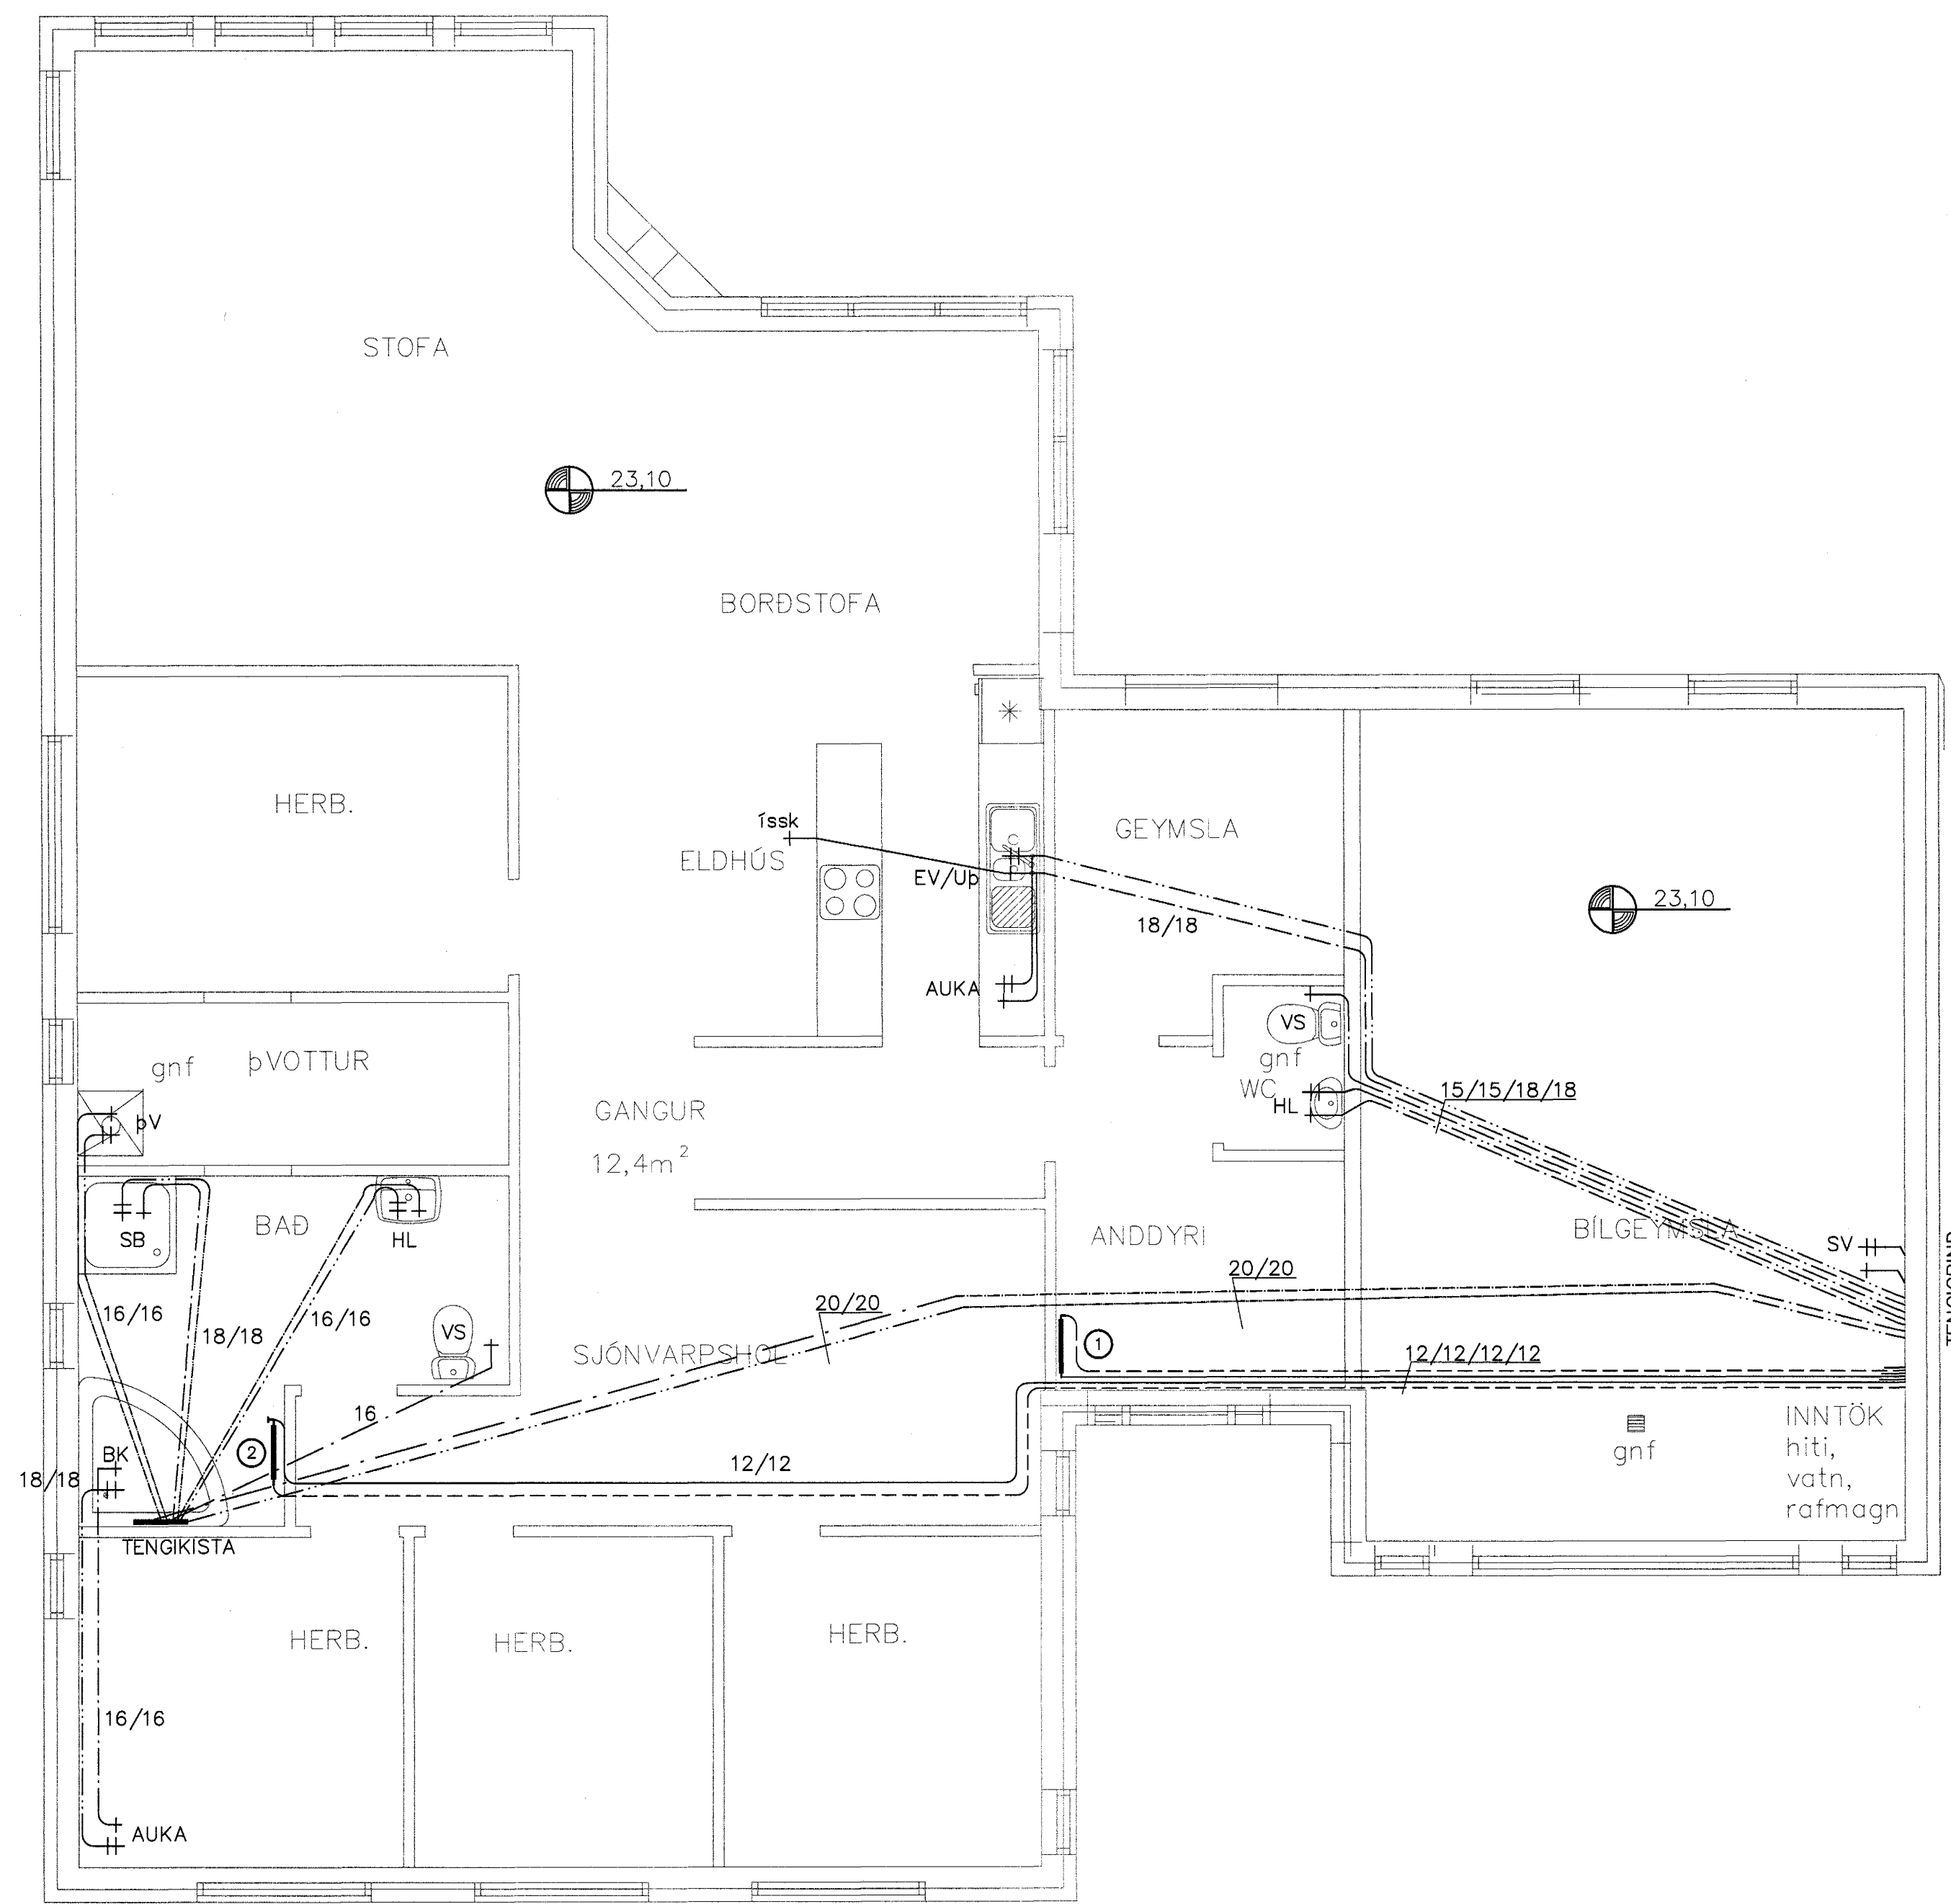 STOFA
23,10
BORÐSTOFA
HERB.
íssk
ELDHÚS
EV/Uþ
GEYMSLA
18/18
23,10
AUKA
VS
gnf
WC
HL
15/15/18/18
gnf
þVOTTUR
þV
GANGUR
12,4m²
SB
BAÐ
HL
ANDDYRI
BÍLGEYMSLA
SV
TENGIGRIND
16/16
18/18
16/16
VS
SJÓNVARPSHOL
20/20
20/20
1
12/12/12/12
16
2
BK
18/18
12/12
gnf
INNTÖK
hiti,
vatn,
rafmagn
TENGIKISTA
HERB.
HERB.
HERB.
16/16
AUKA